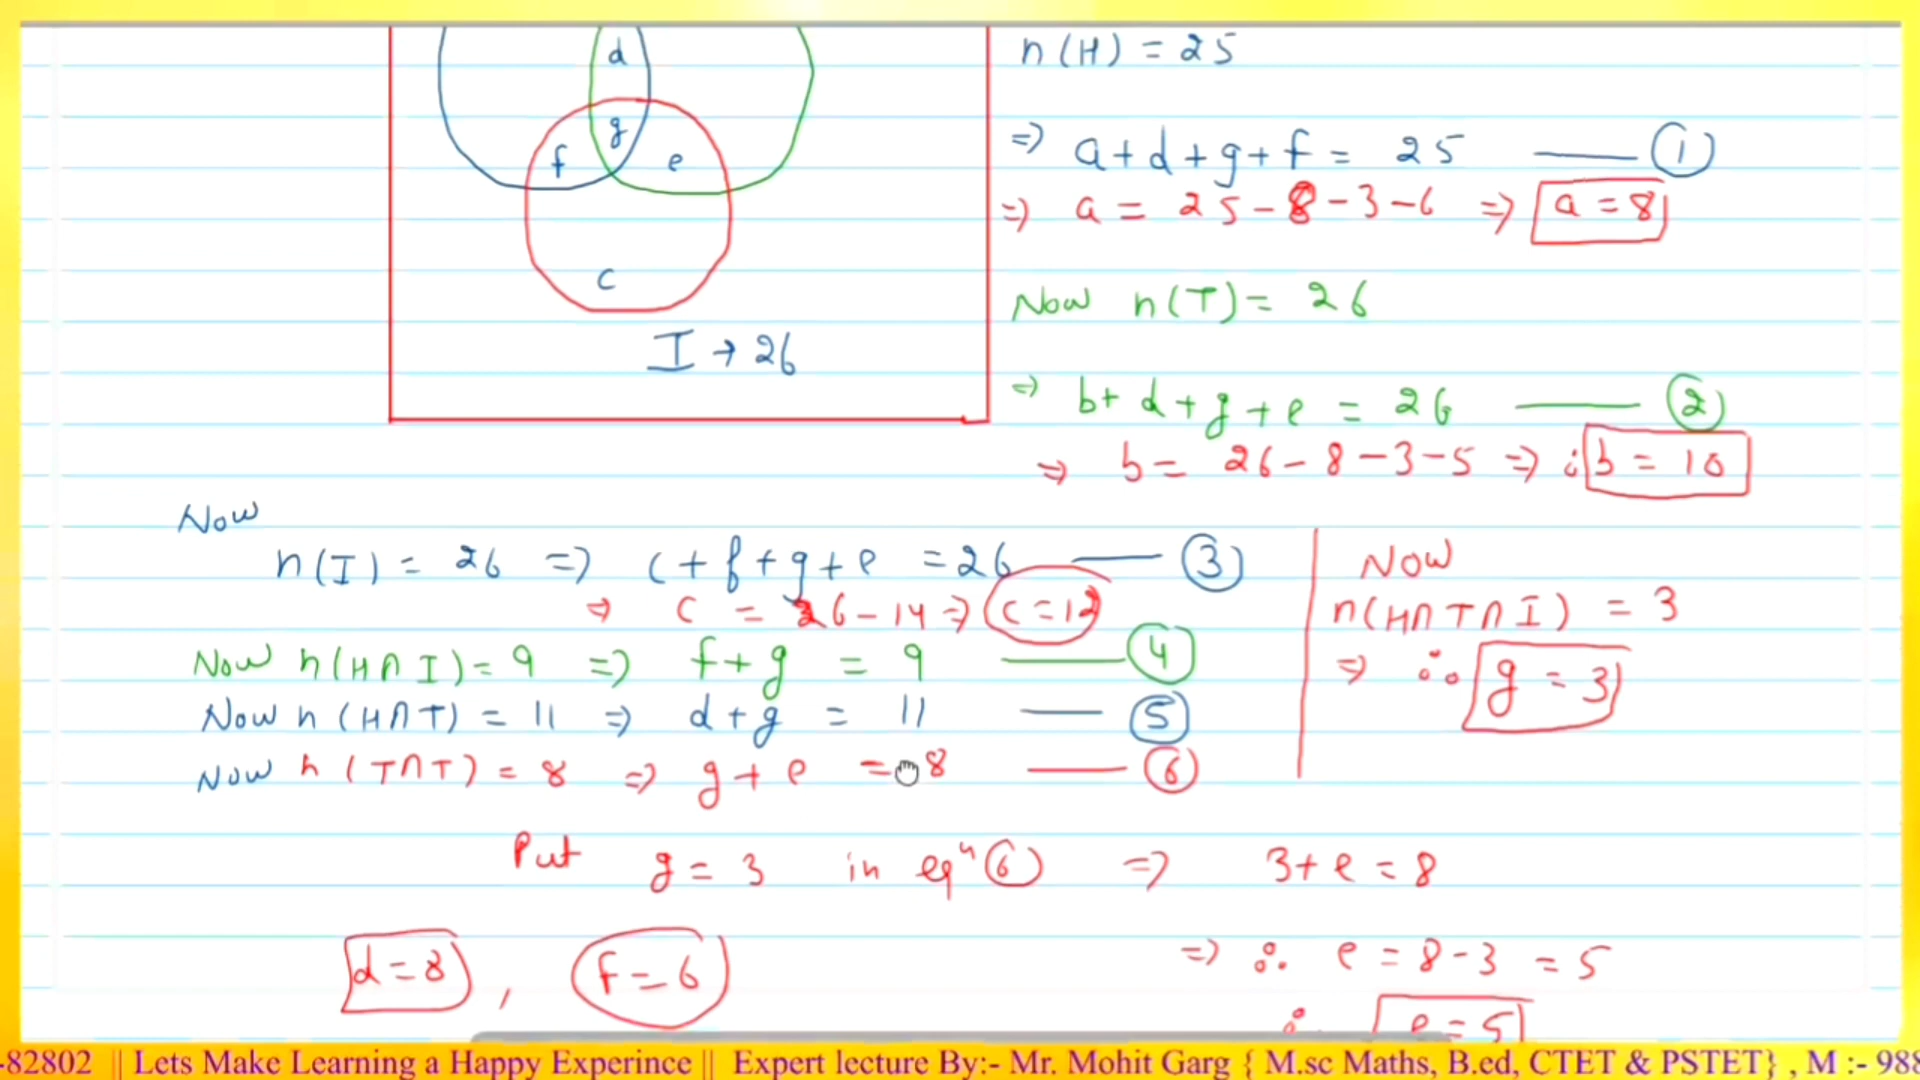 d
g
f e
c
I → 26
n(H) = 25
⇒ a+d+g+f = 25 —— ①
⇒ a = 25-8-3-6 ⇒ a = 8
Now n(T) = 26
⇒ b+d+g+e = 26 —— ②
⇒ b = 26-8-3-5 ⇒ ∴ b = 10
Now
n(I) = 26 ⇒ c+f+g+e = 26 —— ③
⇒ c = 26-14 ⇒ c = 12
Now n(H∩I) = 9 ⇒ f+g = 9 —— ④
Now n(H∩T) = 11 ⇒ d+g = 11 —— ⑤
Now n(T∩T) = 8 ⇒ g+e = 8 —— ⑥
Now
n(H∩T∩I) = 3
⇒ ∴ g = 3
Put g = 3 in eqn ⑥ ⇒ 3+e = 8
⇒ ∴ e = 8-3 = 5
d = 8 , f = 6
∴ e = 5
-82802 || Lets Make Learning a Happy Experince || Expert lecture By:- Mr. Mohit Garg { M.sc Maths, B.ed, CTET & PSTET} , M :- 988